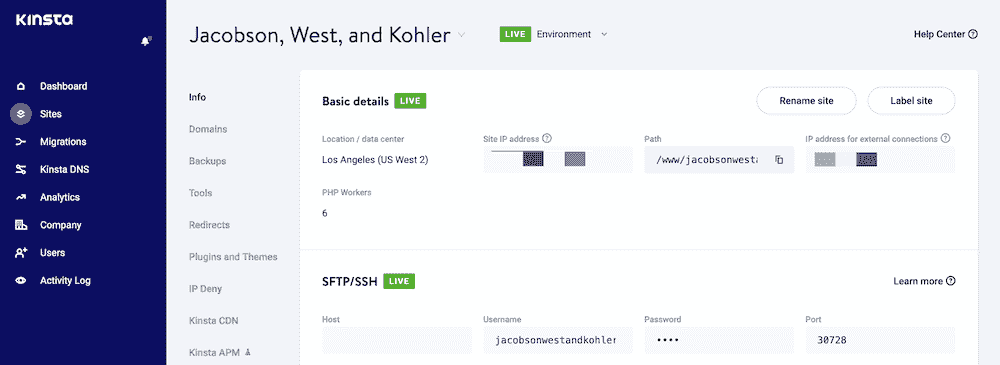 Kinsta
Jacobson, West, and Kohler
LIVE Environment
Help Center
Dashboard
Sites
Migrations
Kinsta DNS
Analytics
Company
Users
Activity Log
Info
Domains
Backups
Tools
Redirects
Plugins and Themes
IP Deny
Kinsta CDN
Kinsta APM
Basic details LIVE
Rename site
Label site
Location / data center
Los Angeles (US West 2)
Site IP address
Path
/www/jacobsonwesta
IP address for external connections
PHP Workers
6
SFTP/SSH LIVE
Learn more
Host
Username
jacobsonwestandkohler
Password
••••
Port
30728